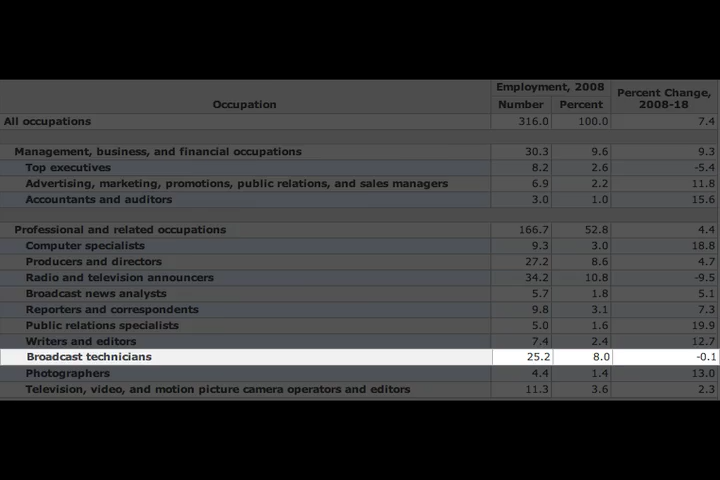 Occupation Employment, 2008 Percent Change, 2008-18
Number Percent
All occupations 316.0 100.0 7.4
Management, business, and financial occupations 30.3 9.6 9.3
Top executives 8.2 2.6 -5.4
Advertising, marketing, promotions, public relations, and sales managers 6.9 2.2 11.8
Accountants and auditors 3.0 1.0 15.6
Professional and related occupations 166.7 52.8 4.4
Computer specialists 9.3 3.0 18.8
Producers and directors 27.2 8.6 4.7
Radio and television announcers 34.2 10.8 -9.5
Broadcast news analysts 5.7 1.8 5.1
Reporters and correspondents 9.8 3.1 7.3
Public relations specialists 5.0 1.6 19.9
Writers and editors 7.4 2.4 12.7
Broadcast technicians 25.2 8.0 -0.1
Photographers 4.4 1.4 13.0
Television, video, and motion picture camera operators and editors 11.3 3.6 2.3